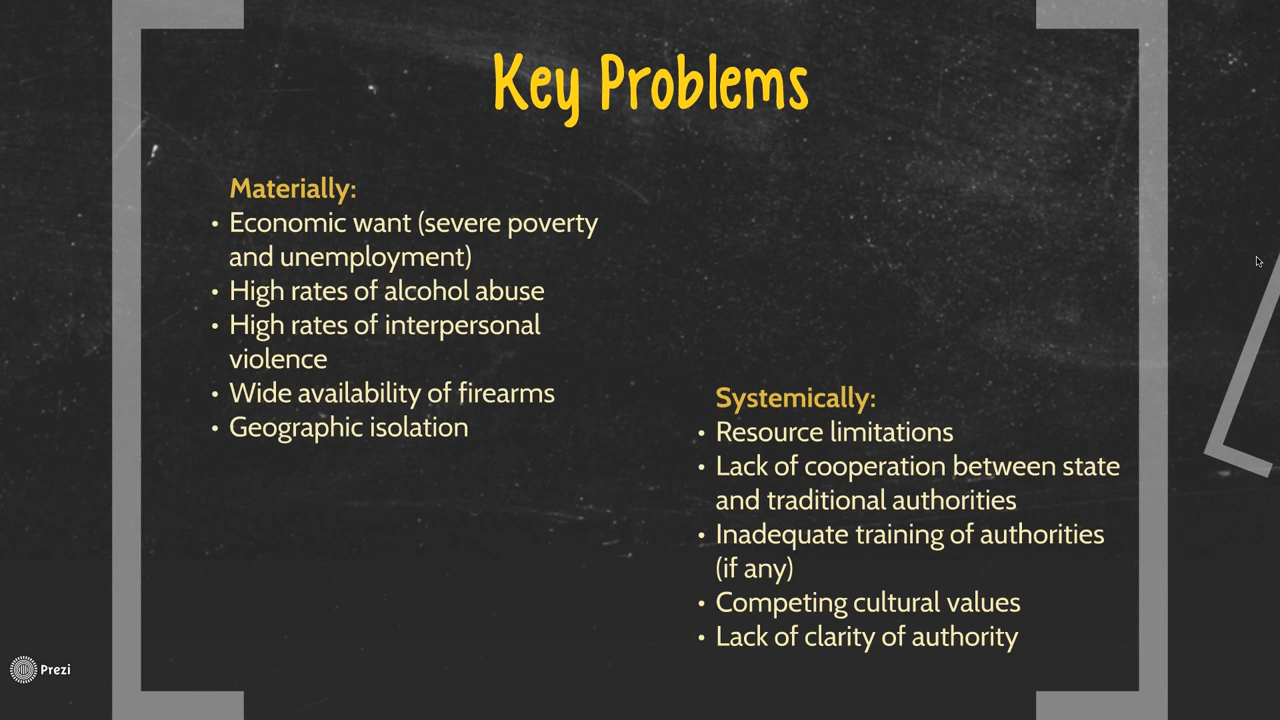 Key Problems
Materially:
• Economic want (severe poverty
and unemployment)
• High rates of alcohol abuse
• High rates of interpersonal
violence
• Wide availability of firearms
• Geographic isolation
Systemically:
• Resource limitations
• Lack of cooperation between state
and traditional authorities
• Inadequate training of authorities
(if any)
• Competing cultural values
• Lack of clarity of authority
Prezi